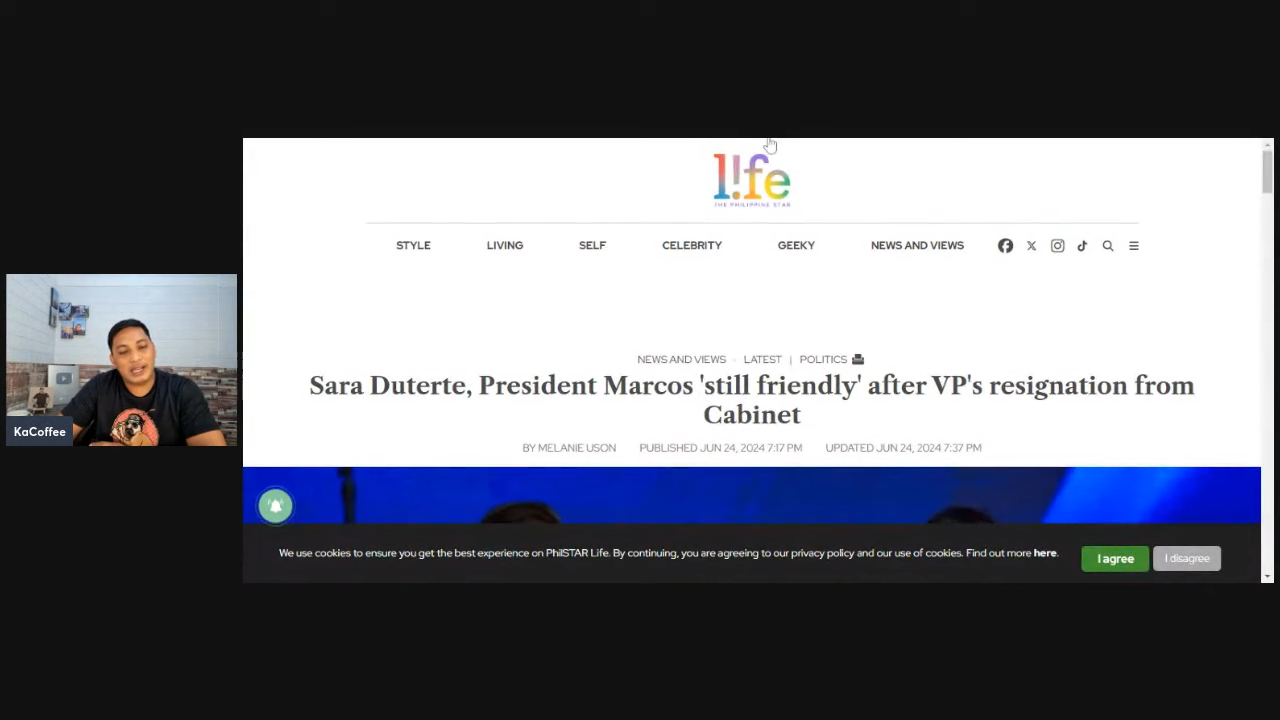 l!fe
THE PHILIPPINE STAR
STYLE LIVING SELF CELEBRITY GEEKY NEWS AND VIEWS
NEWS AND VIEWS · LATEST | POLITICS
Sara Duterte, President Marcos 'still friendly' after VP's resignation from
Cabinet
BY MELANIE USON PUBLISHED JUN 24, 2024 7:17 PM UPDATED JUN 24, 2024 7:37 PM
KaCoffee
We use cookies to ensure you get the best experience on PhilSTAR Life. By continuing, you are agreeing to our privacy policy and our use of cookies. Find out more here.
I agree
I disagree